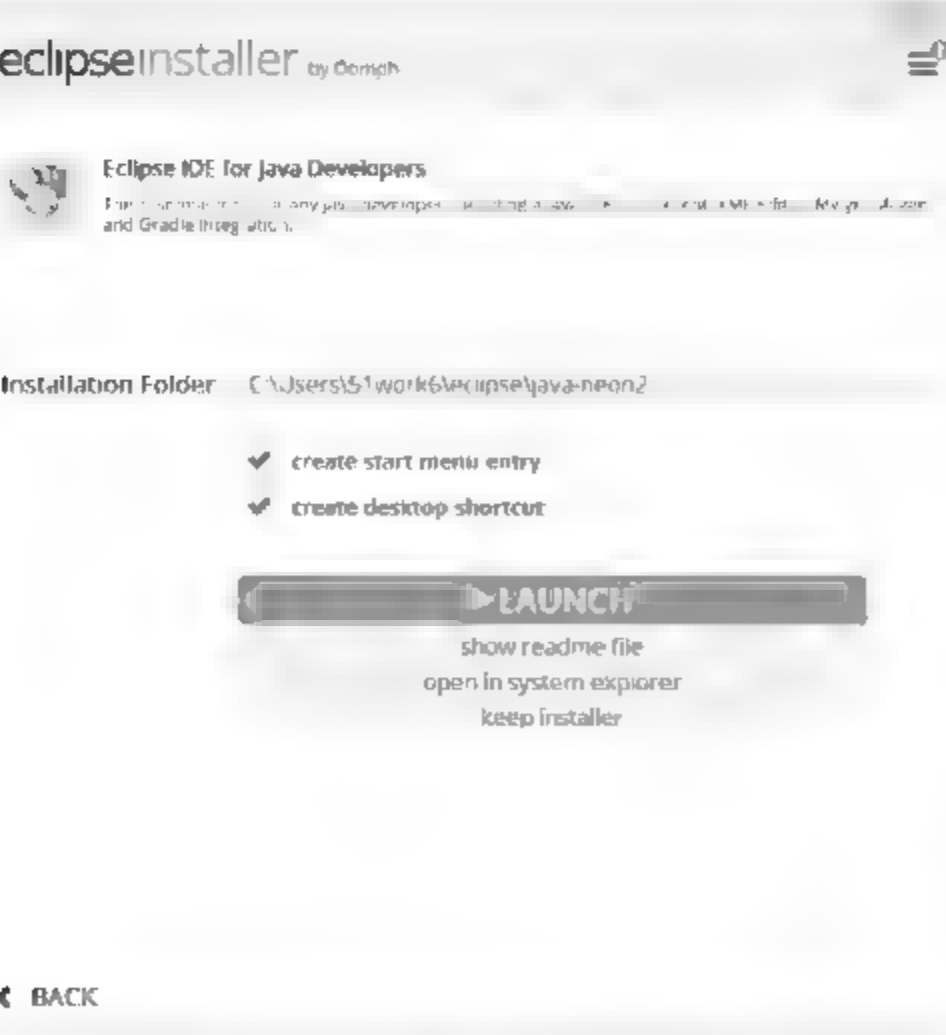 eclipseinstaller by Oomph
Eclipse IDE for Java Developers
and Gradle integration.
Installation Folder C:\Users\51work6\eclipse\java-neon2
create start menu entry
create desktop shortcut
LAUNCH
show readme file
open in system explorer
keep installer
BACK